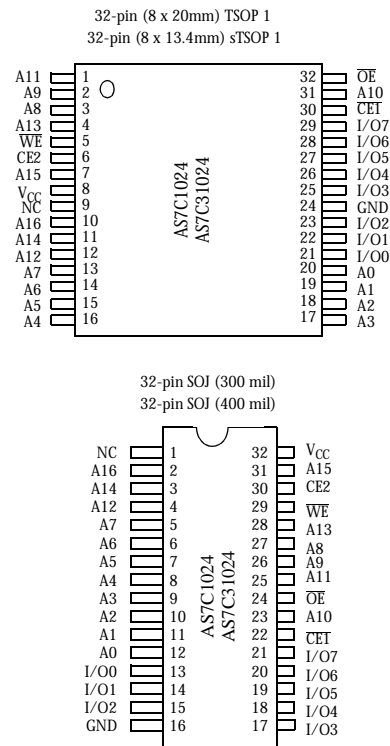 32-pin (8 x 20mm) TSOP 1
32-pin (8 x 13.4mm) sTSOP 1
A11 1 32 O̅E̅
A9 2 31 A10
A8 3 30 C̅E̅1̅
A13 4 29 I/O7
W̅E̅ 5 28 I/O6
CE2 6 27 I/O5
A15 7 26 I/O4
VCC 8 25 I/O3
NC 9 24 GND
A16 10 23 I/O2
A14 11 22 I/O1
A12 12 21 I/O0
A7 13 20 A0
A6 14 19 A1
A5 15 18 A2
A4 16 17 A3
AS7C1024
AS7C31024
32-pin SOJ (300 mil)
32-pin SOJ (400 mil)
NC 1 32 VCC
A16 2 31 A15
A14 3 30 CE2
A12 4 29 W̅E̅
A7 5 28 A13
A6 6 27 A8
A5 7 26 A9
A4 8 25 A11
A3 9 24 O̅E̅
A2 10 23 A10
A1 11 22 C̅E̅1̅
A0 12 21 I/O7
I/O0 13 20 I/O6
I/O1 14 19 I/O5
I/O2 15 18 I/O4
GND 16 17 I/O3
AS7C1024
AS7C31024